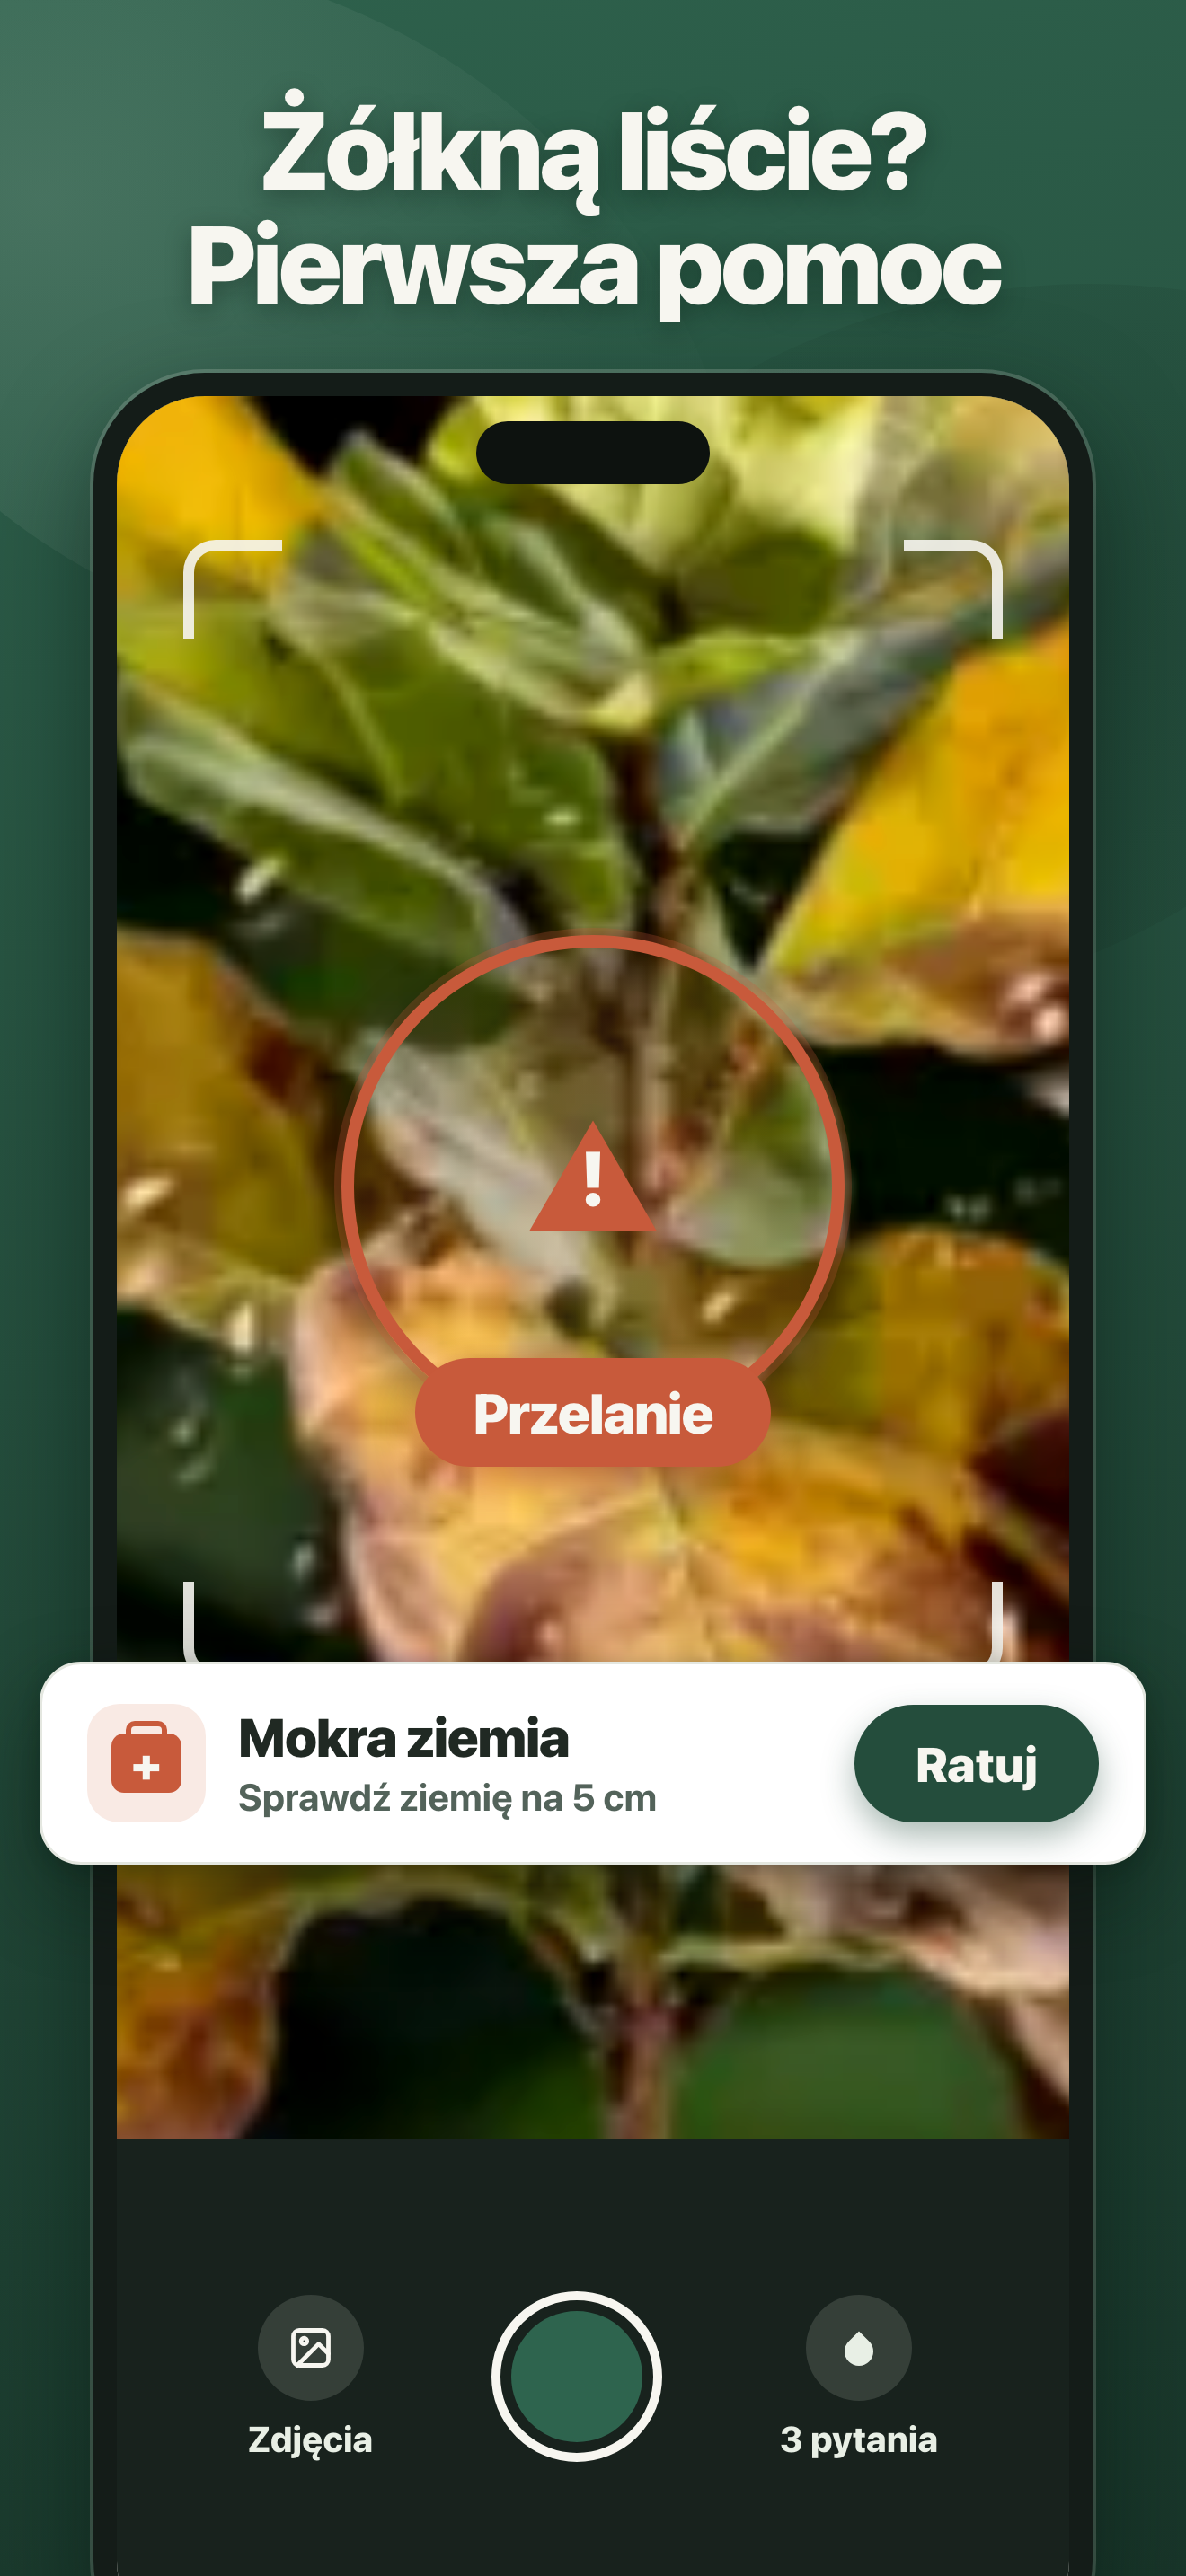 Żółkną liście?
Pierwsza pomoc
!
Przelanie
Mokra ziemia
Sprawdź ziemię na 5 cm
Ratuj
Zdjęcia
3 pytania